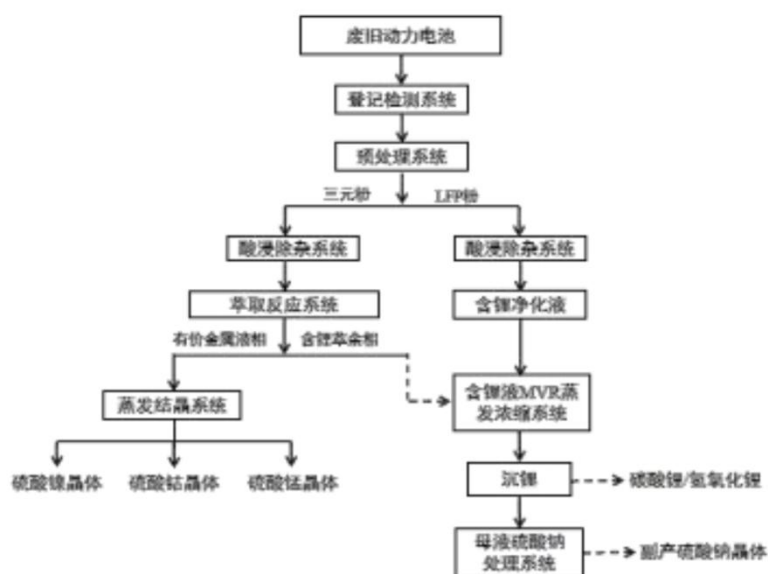 废旧动力电池
登记检测系统
预处理系统
三元粉
LFP粉
酸浸除杂系统
酸浸除杂系统
萃取反应系统
含锂净化液
有价金属液相
含锂萃余相
蒸发结晶系统
含锂液MVR蒸
发浓缩系统
硫酸镍晶体
硫酸钴晶体
硫酸锰晶体
沉锂
碳酸锂/氢氧化锂
母液硫酸钠
处理系统
副产硫酸钠晶体